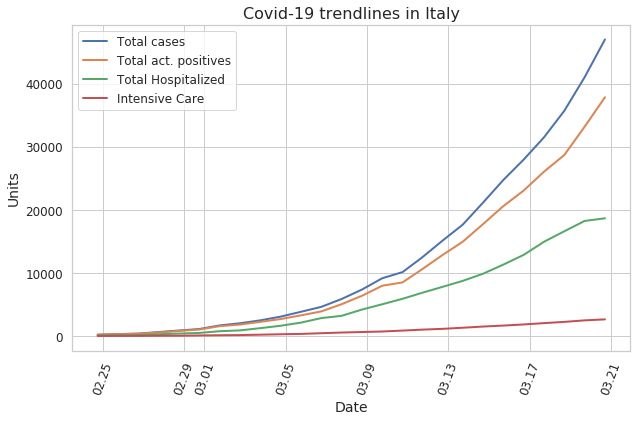 Covid-19 trendlines in Italy
Total cases
Total act. positives
Total Hospitalized
Intensive Care
Units
40000
30000
20000
10000
0
02.25
02.29
03.01
03.05
03.09
03.13
03.17
03.21
Date